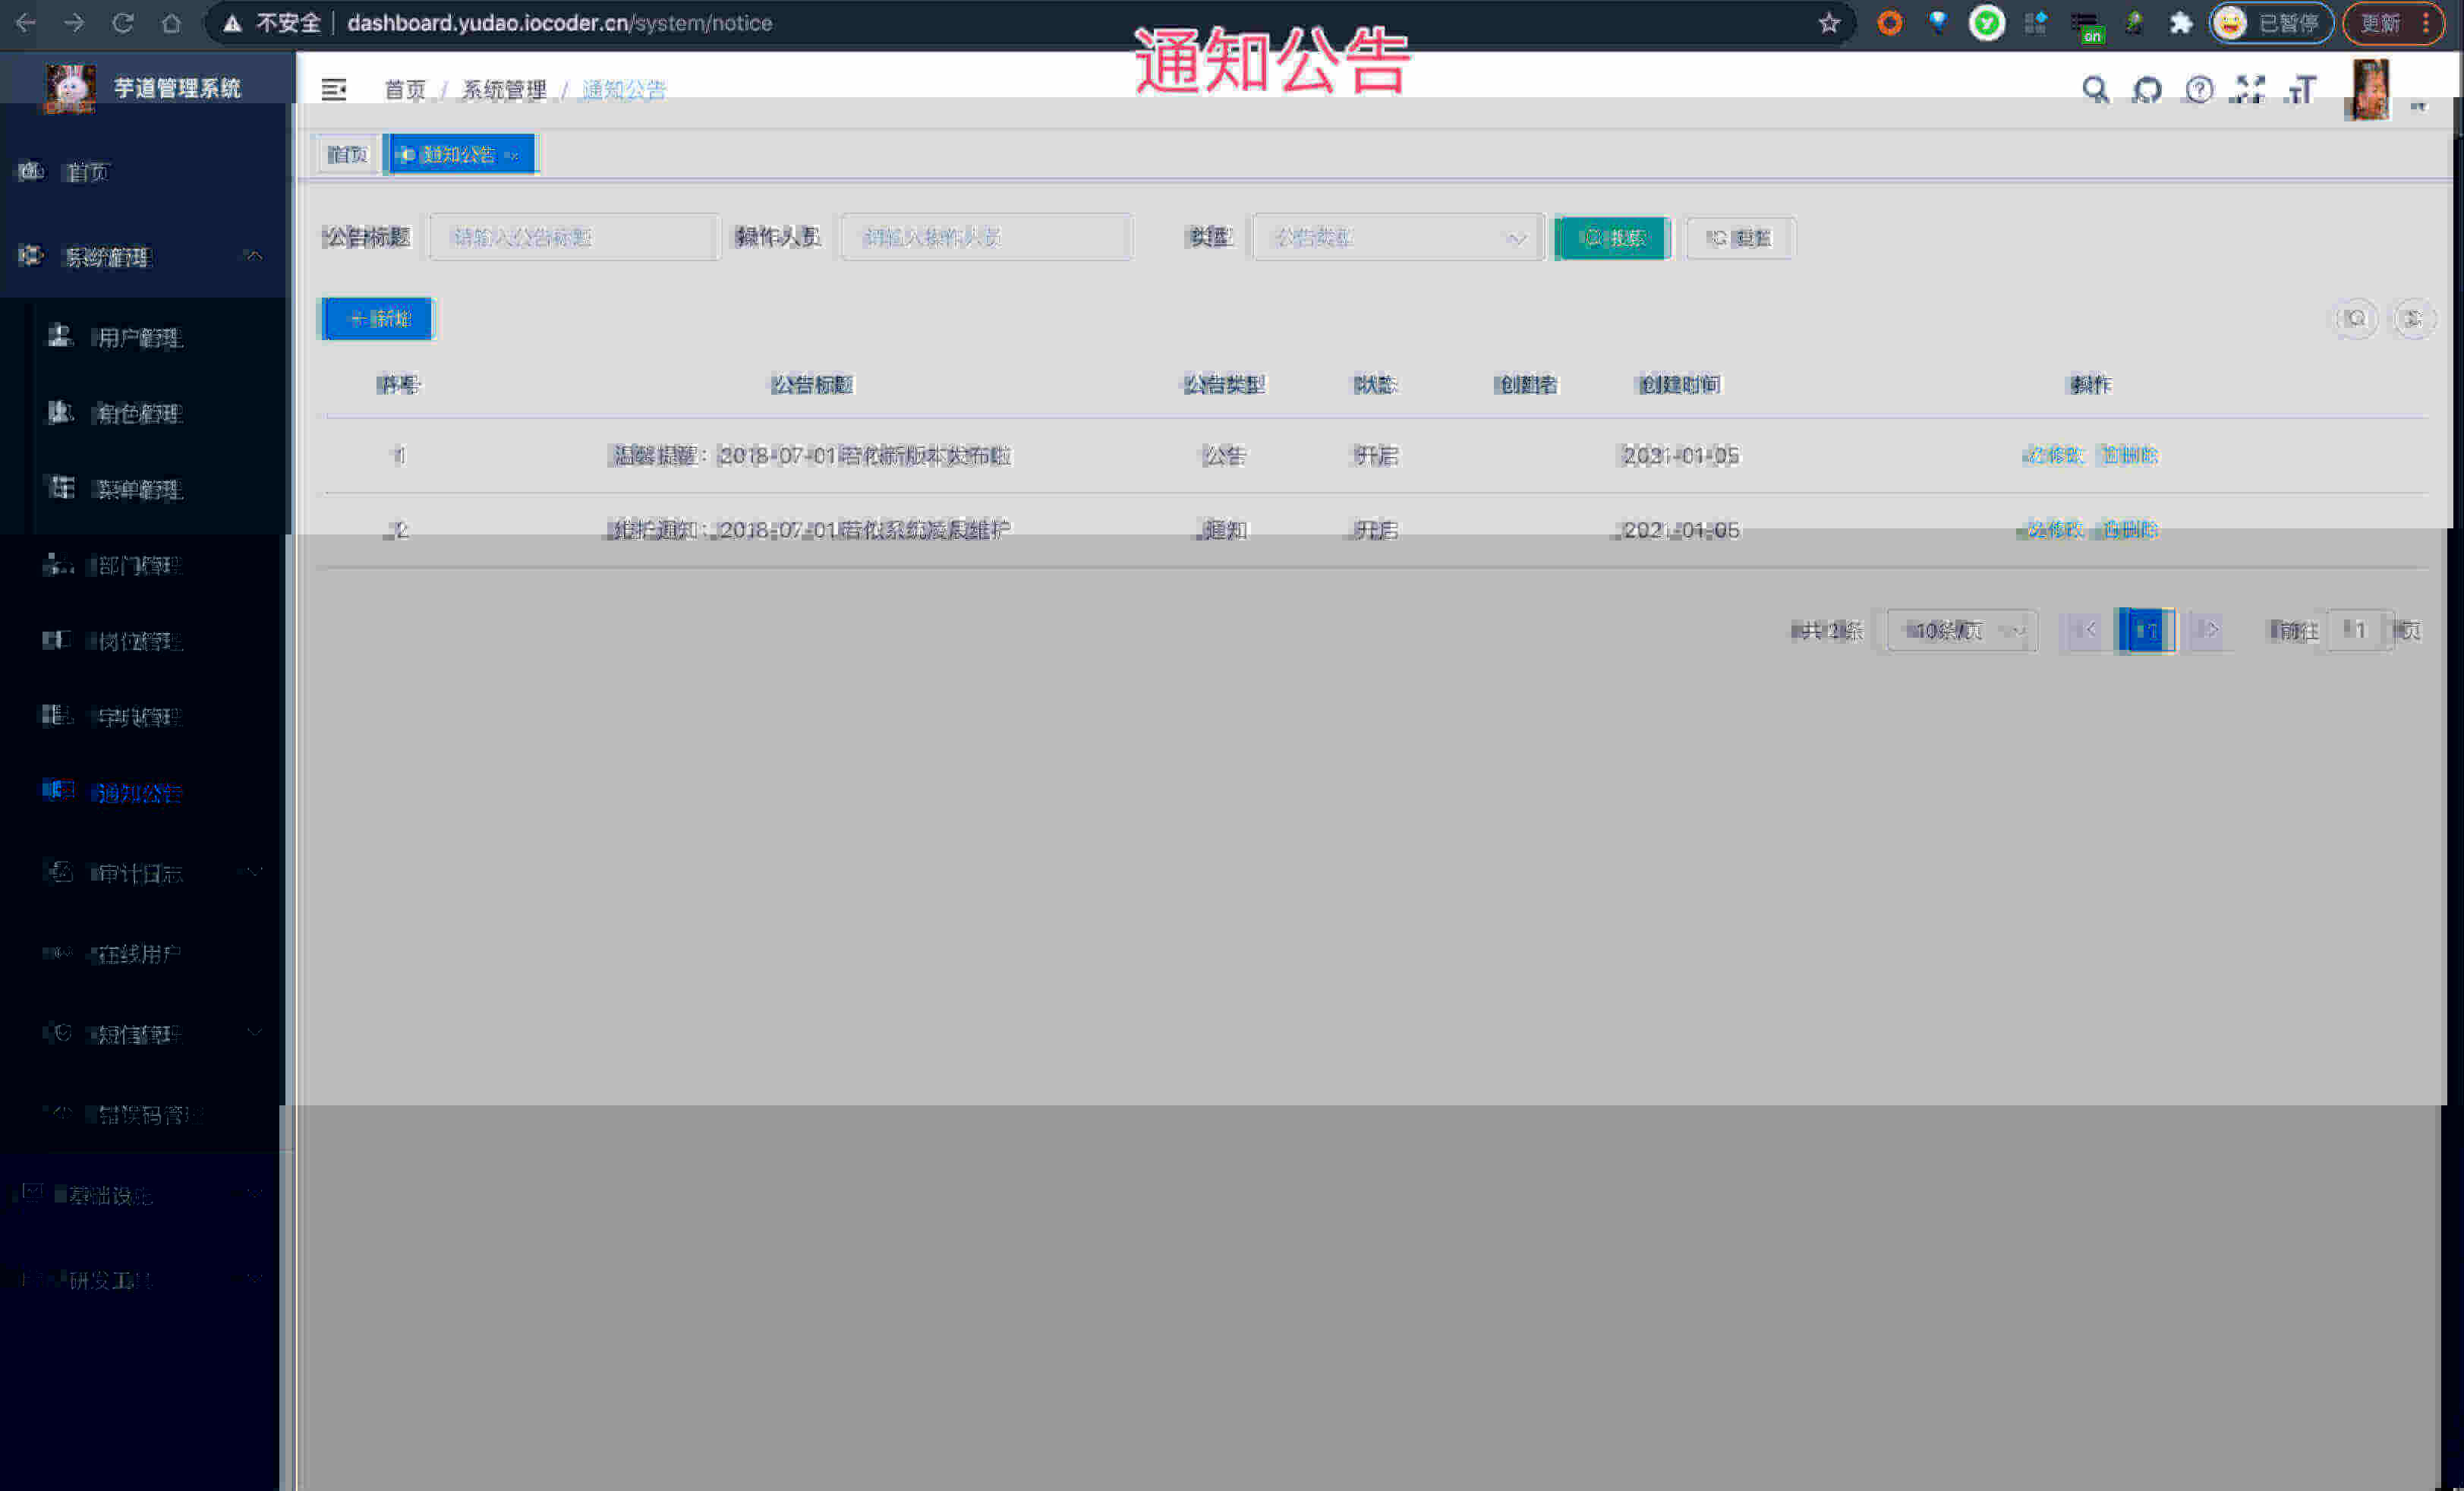 不安全 dashboard.yudao.iocoder.cn/system/notice
on 已暂停 更新
通知公告
芋道管理系统
首页 / 系统管理 / 通知公告
首页 通知公告
公告标题 请输入公告标题 操作人员 请输入操作人员 类型 公告类型 搜索 重置
+ 新增
序号 公告标题 公告类型 状态 创建者 创建时间 操作
1 温馨提醒：2018-07-01 若依新版本发布啦 公告 开启 2021-01-05 修改 删除
2 维护通知：2018-07-01 若依系统凌晨维护 通知 开启 2021-01-05 修改 删除
共 2 条 10条/页 1 前往 1 页
首页
系统管理
用户管理
角色管理
菜单管理
部门管理
岗位管理
字典管理
通知公告
审计日志
在线用户
短信管理
错误码管理
基础设施
研发工具